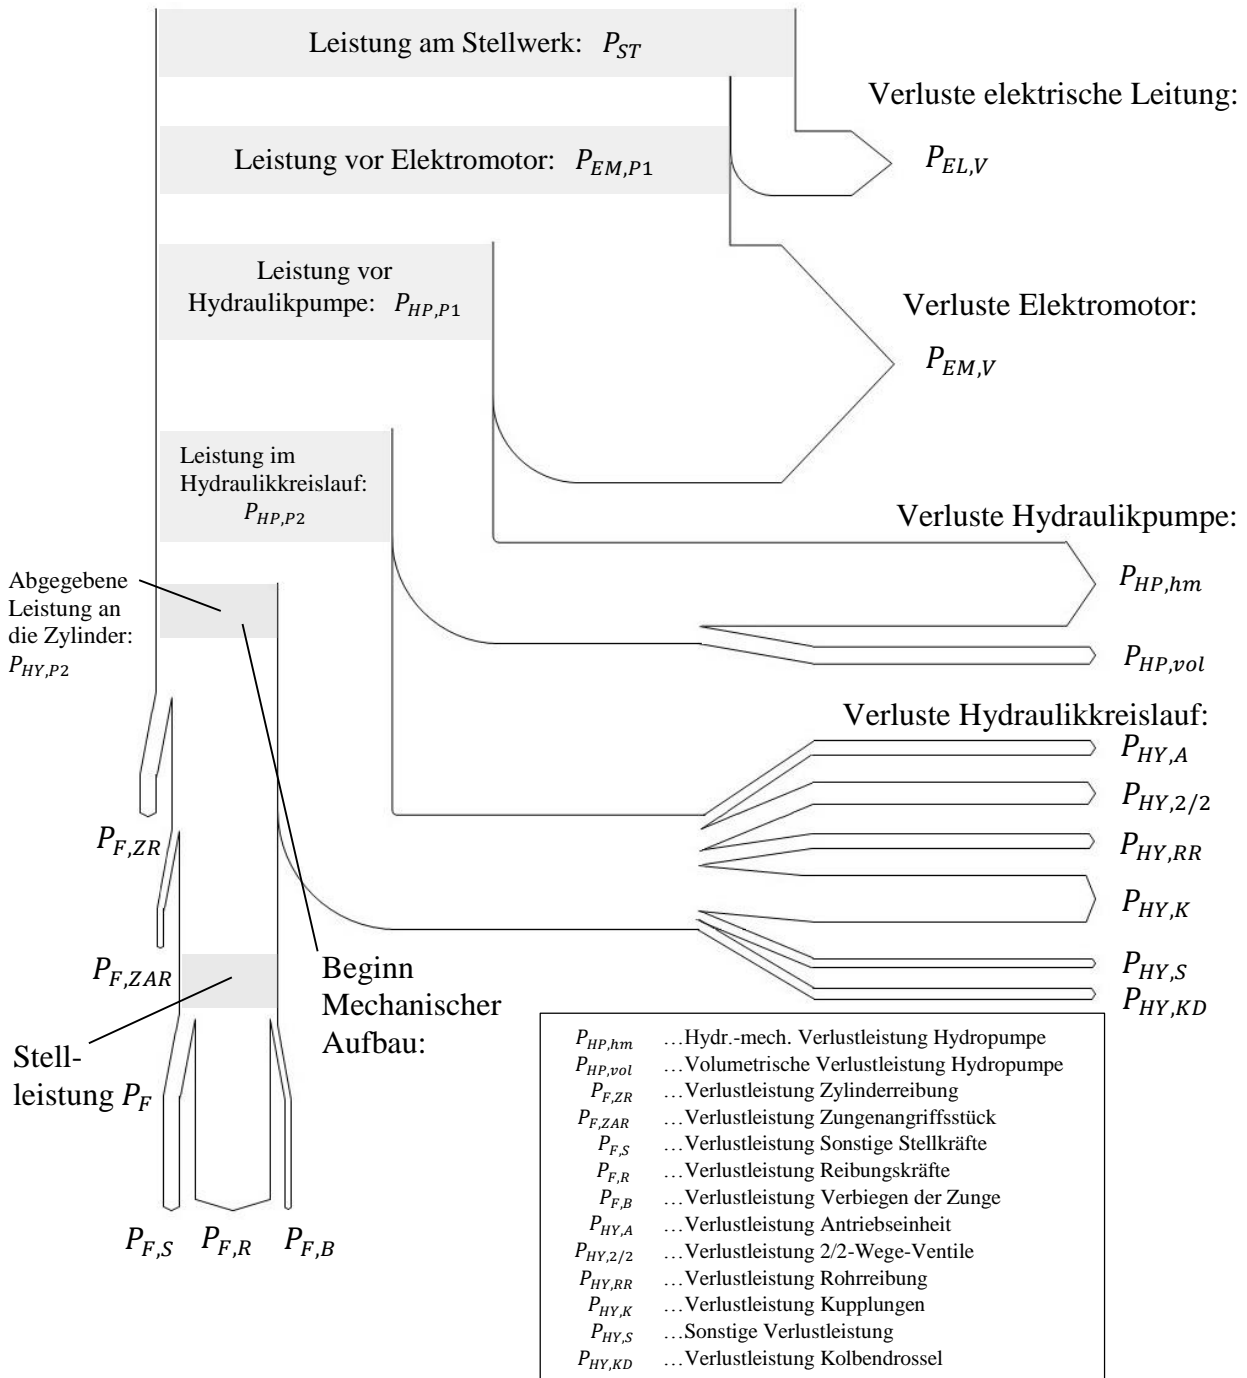 Leistung am Stellwerk: P_ST
Verluste elektrische Leitung:
P_EL,V
Leistung vor Elektromotor: P_EM,P1
Leistung vor
Hydraulikpumpe: P_HP,P1
Verluste Elektromotor:
P_EM,V
Leistung im
Hydraulikkreislauf:
P_HP,P2
Verluste Hydraulikpumpe:
P_HP,hm
P_HP,vol
Abgegebene
Leistung an
die Zylinder:
P_HY,P2
Verluste Hydraulikkreislauf:
P_HY,A
P_HY,2/2
P_HY,RR
P_HY,K
P_HY,S
P_HY,KD
P_F,ZR
P_F,ZAR
Beginn
Mechanischer
Aufbau:
Stell-
leistung P_F
P_F,S
P_F,R
P_F,B
P_HP,hm …Hydr.-mech. Verlustleistung Hydropumpe
P_HP,vol …Volumetrische Verlustleistung Hydropumpe
P_F,ZR …Verlustleistung Zylinderreibung
P_F,ZAR …Verlustleistung Zungenangriffsstück
P_F,S …Verlustleistung Sonstige Stellkräfte
P_F,R …Verlustleistung Reibungskräfte
P_F,B …Verlustleistung Verbiegen der Zunge
P_HY,A …Verlustleistung Antriebseinheit
P_HY,2/2 …Verlustleistung 2/2-Wege-Ventile
P_HY,RR …Verlustleistung Rohrreibung
P_HY,K …Verlustleistung Kupplungen
P_HY,S …Sonstige Verlustleistung
P_HY,KD …Verlustleistung Kolbendrossel